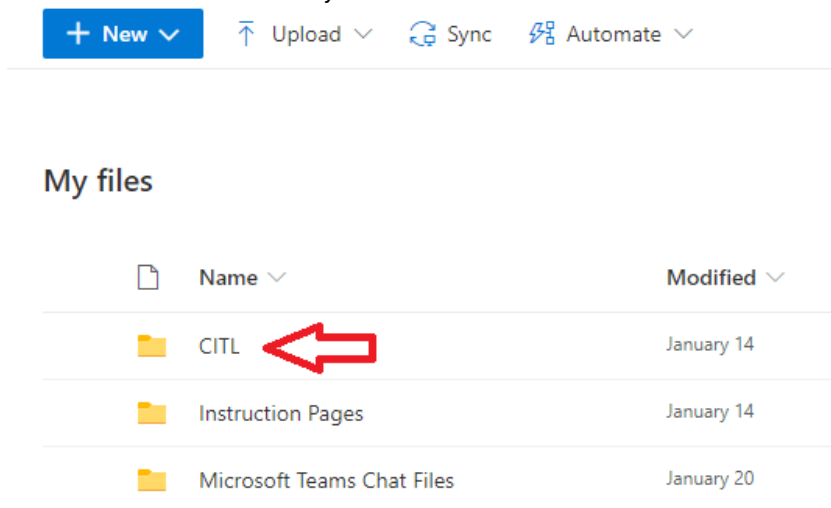 New Upload Sync Automate
My files
Name Modified
CITL January 14
Instruction Pages January 14
Microsoft Teams Chat Files January 20